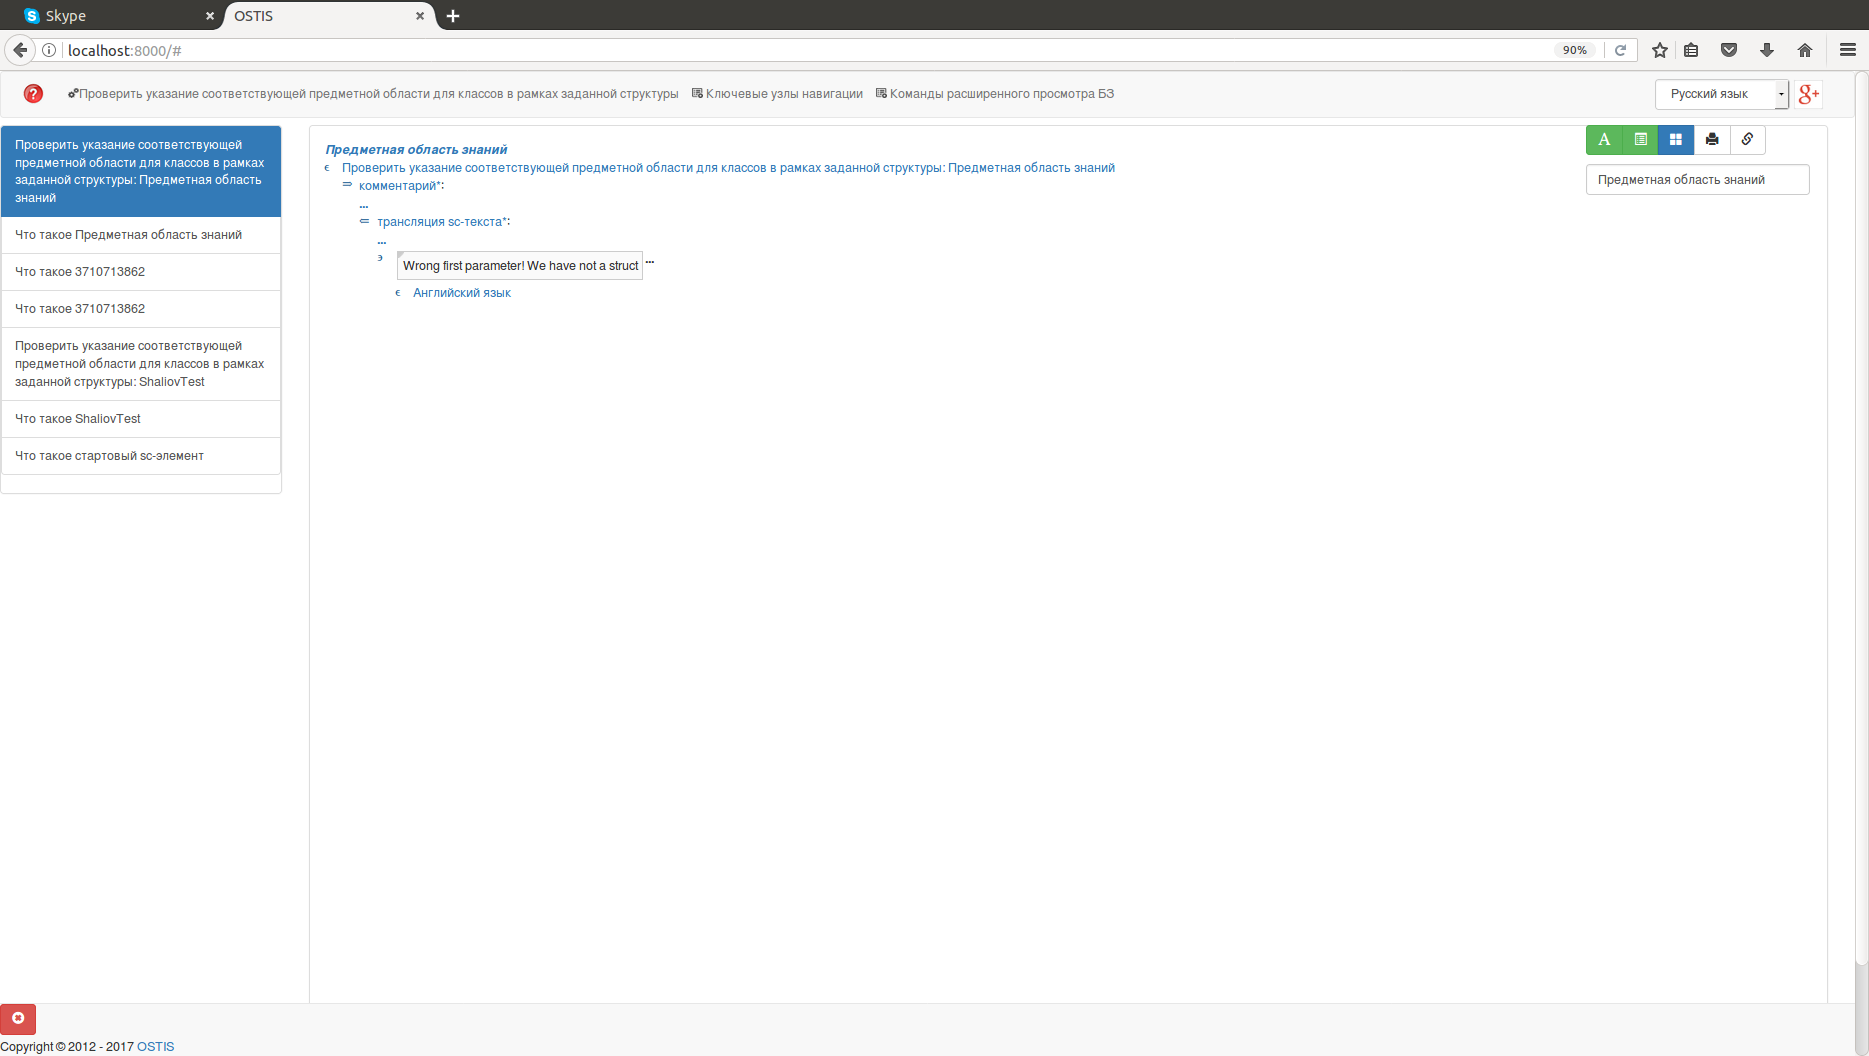 Skype
OSTIS
localhost:8000/#
90%
Проверить указание соответствующей предметной области для классов в рамках заданной структуры
Ключевые узлы навигации
Команды расширенного просмотра БЗ
Русский язык
g+
Проверить указание соответствующей
предметной области для классов в рамках
заданной структуры: Предметная область
знаний
Что такое Предметная область знаний
Что такое 3710713862
Что такое 3710713862
Проверить указание соответствующей
предметной области для классов в рамках
заданной структуры: ShaliovTest
Что такое ShaliovTest
Что такое стартовый sc-элемент
Предметная область знаний
є Проверить указание соответствующей предметной области для классов в рамках заданной структуры: Предметная область знаний
⇒ комментарий*:
...
⇐ трансляция sc-текста*:
...
э Wrong first parameter! We have not a struct ...
є Английский язык
A
Предметная область знаний
Copyright © 2012 - 2017 OSTIS